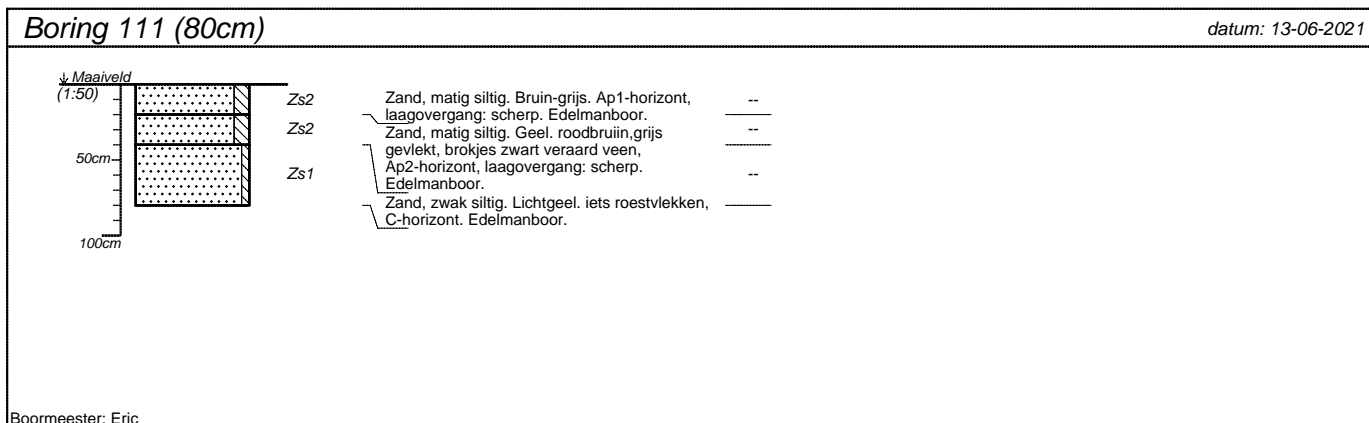 Boring 111 (80cm)
datum: 13-06-2021
Maaiveld
(1:50)
50cm
100cm
Zs2
Zand, matig siltig. Bruin-grijs. Ap1-horizont,
laagovergang: scherp. Edelmanboor.
--
Zs2
Zand, matig siltig. Geel. roodbruiin,grijs
gevlekt, brokjes zwart veraard veen,
Ap2-horizont, laagovergang: scherp.
Edelmanboor.
--
Zs1
Zand, zwak siltig. Lichtgeel. iets roestvlekken,
C-horizont. Edelmanboor.
--
Boormeester: Eric